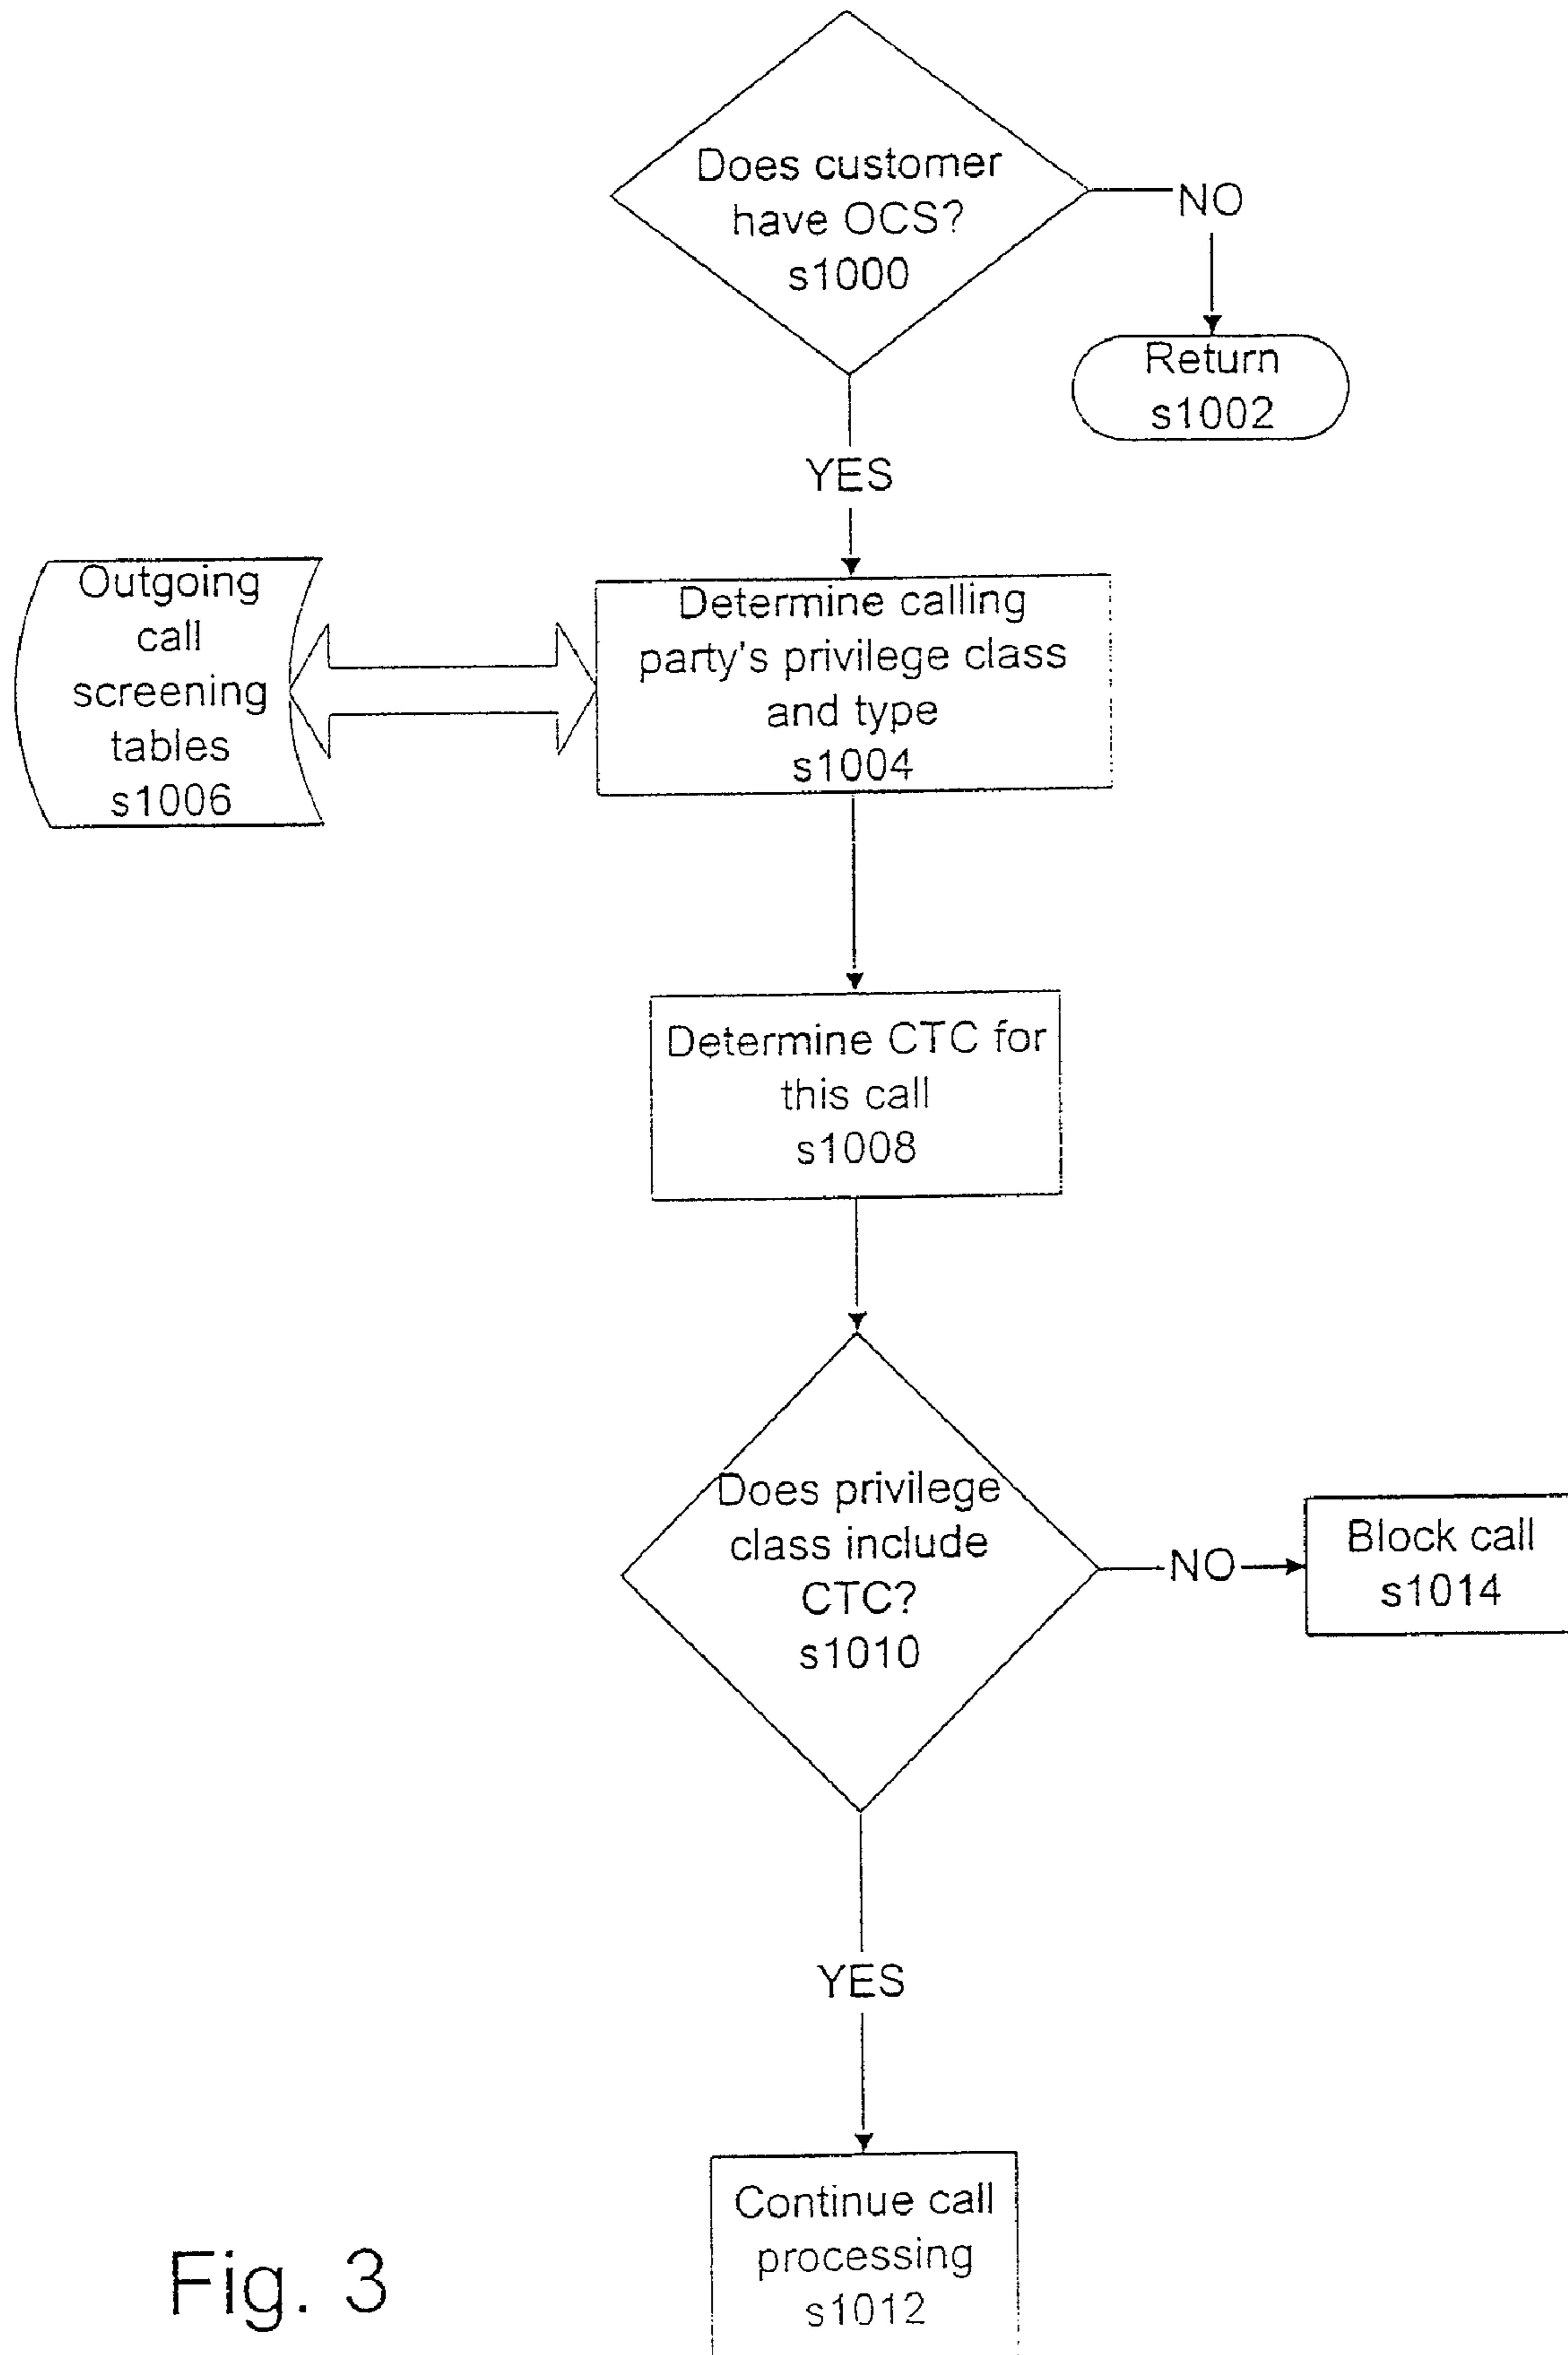 Does customer
have OCS?
s1000
NO
Return
s1002
YES
Outgoing
call
screening
tables
s1006
Determine calling
party's privilege class
and type
s1004
Determine CTC for
this call
s1008
Does privilege
class include
CTC?
s1010
NO
Block call
s1014
YES
Continue call
processing
s1012
Fig. 3